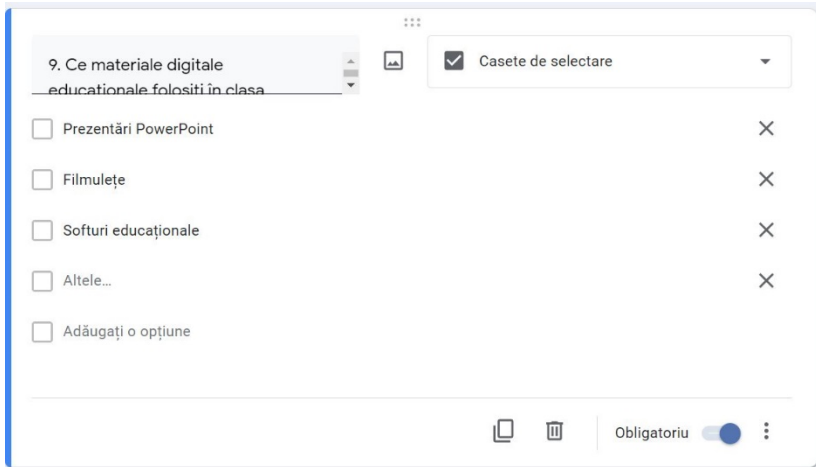 9. Ce materiale digitale
educaționale folosiți în clasa
Casete de selectare
Prezentări PowerPoint
Filmulețe
Softuri educaționale
Altele…
Adăugați o opțiune
Obligatoriu